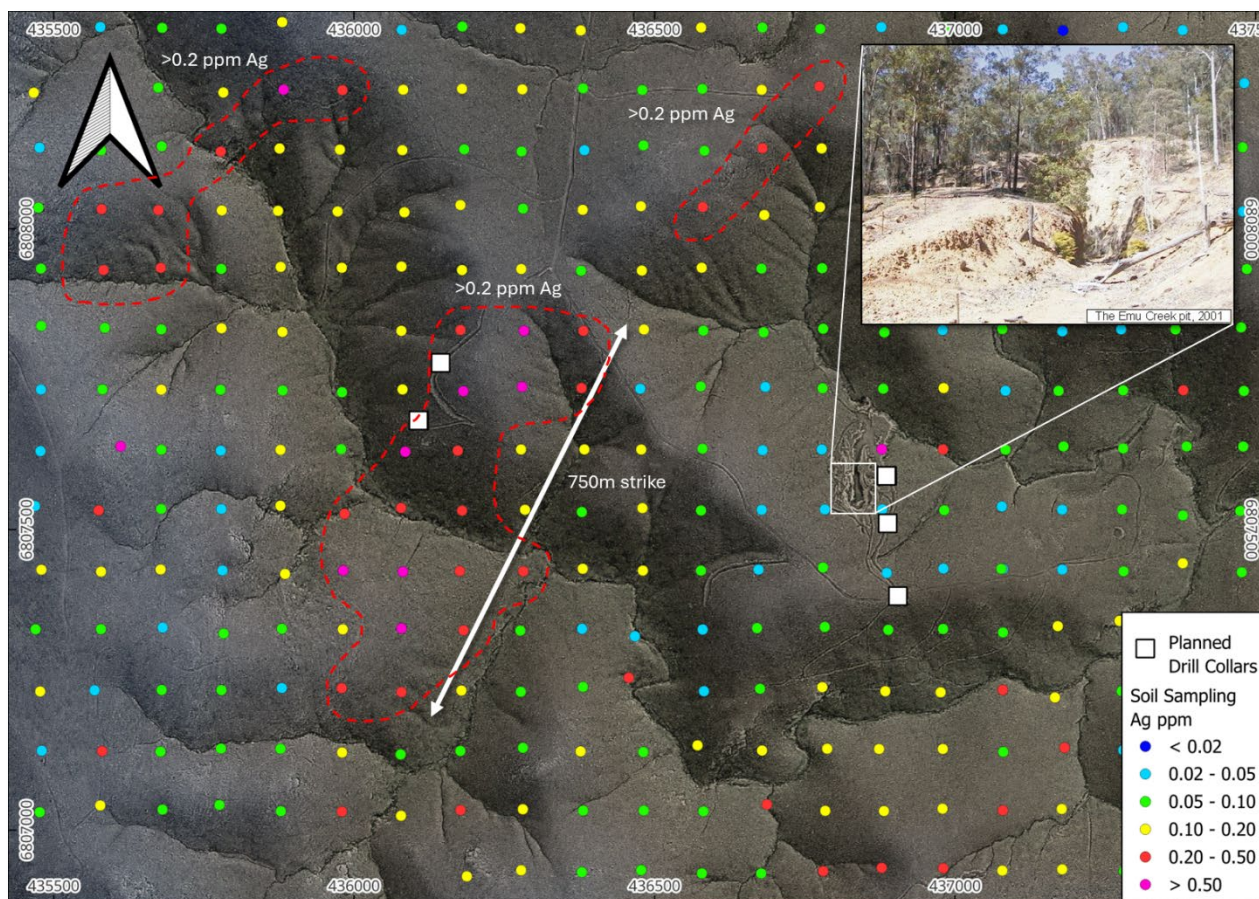 435500
436000
436500
437000
437500
>0.2 ppm Ag
>0.2 ppm Ag
6808000
6808000
The Emu Creek pit, 2001
>0.2 ppm Ag
750m strike
6807500
6807500
Planned
Drill Collars
Soil Sampling
Ag ppm
< 0.02
0.02 - 0.05
0.05 - 0.10
0.10 - 0.20
0.20 - 0.50
> 0.50
6807000
435500
436000
436500
437000